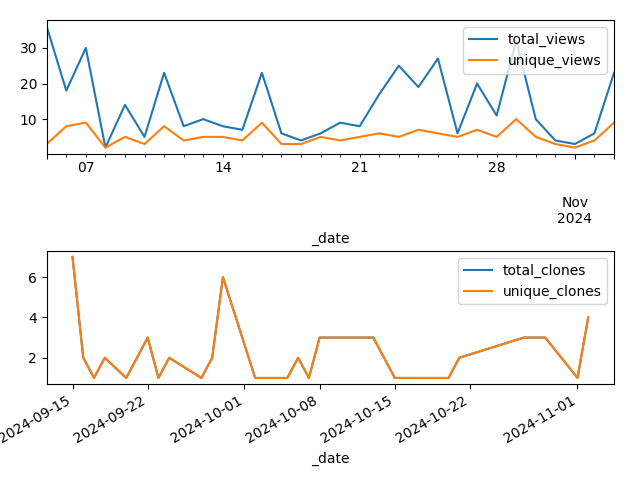 30
20
10
total_views
unique_views
07
14
21
28
Nov
2024
_date
6
4
2
total_clones
unique_clones
2024-09-15
2024-09-22
2024-10-01
2024-10-08
2024-10-15
2024-10-22
2024-11-01
_date